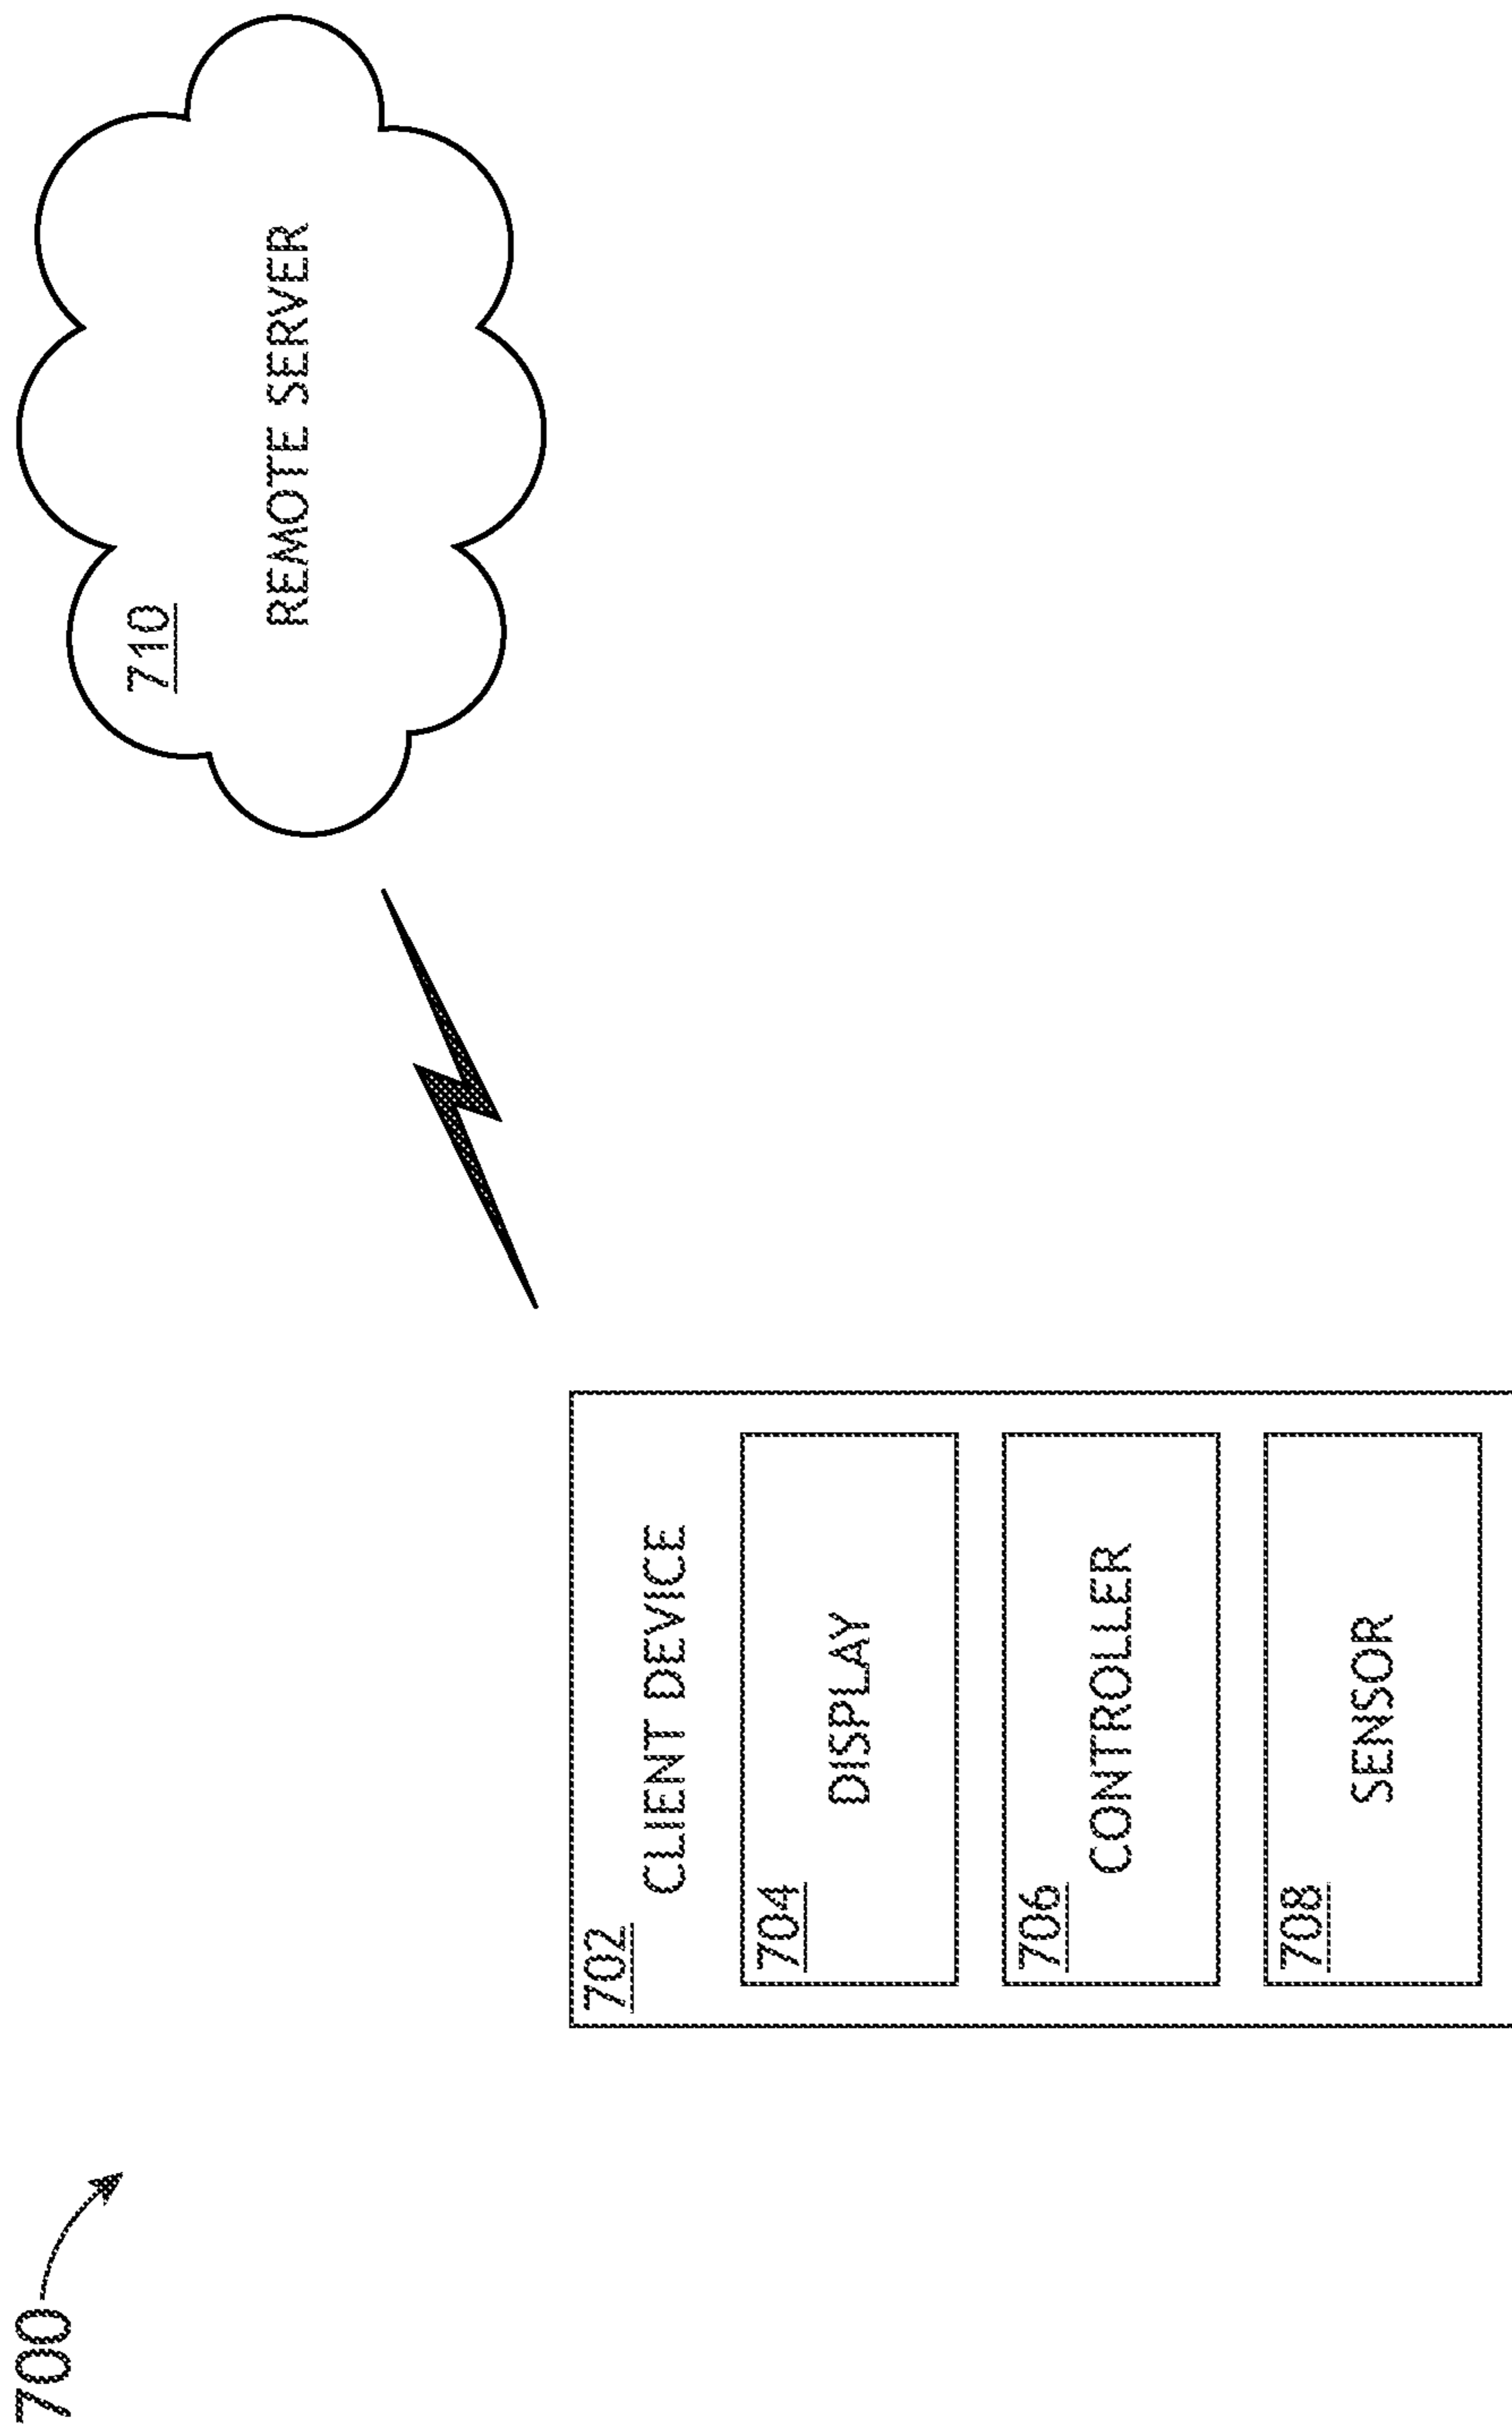 700
710
REMOTE SERVER
702
CLIENT DEVICE
704
DISPLAY
706
CONTROLLER
708
SENSOR